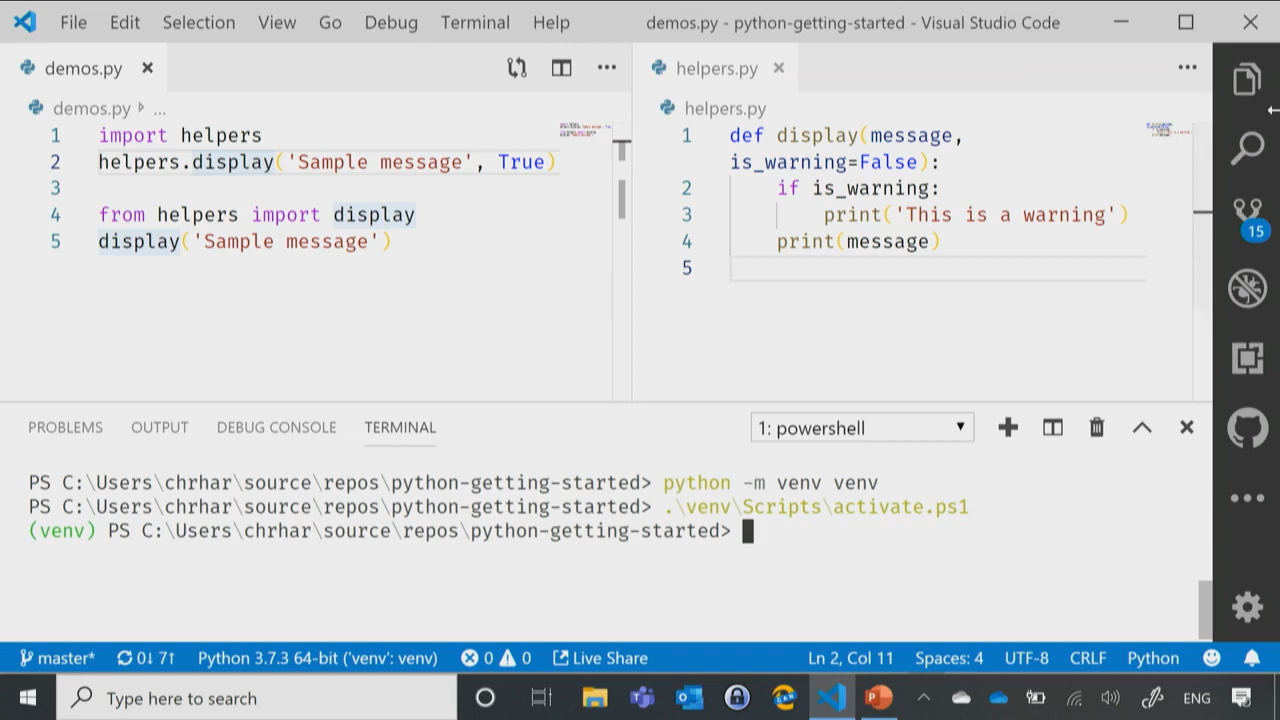 File Edit Selection View Go Debug Terminal Help demos.py - python-getting-started - Visual Studio Code
demos.py
helpers.py
demos.py ...
helpers.py
1 import helpers
2 helpers.display('Sample message', True)
3
4 from helpers import display
5 display('Sample message')
1 def display(message,
is_warning=False):
2 if is_warning:
3 print('This is a warning')
4 print(message)
5
15
PROBLEMS OUTPUT DEBUG CONSOLE TERMINAL 1: powershell
PS C:\Users\chrhar\source\repos\python-getting-started> python -m venv venv
PS C:\Users\chrhar\source\repos\python-getting-started> .\venv\Scripts\activate.ps1
(venv) PS C:\Users\chrhar\source\repos\python-getting-started>
master* 0↓ 7↑ Python 3.7.3 64-bit ('venv': venv) 0 0 Live Share Ln 2, Col 11 Spaces: 4 UTF-8 CRLF Python
Type here to search ENG